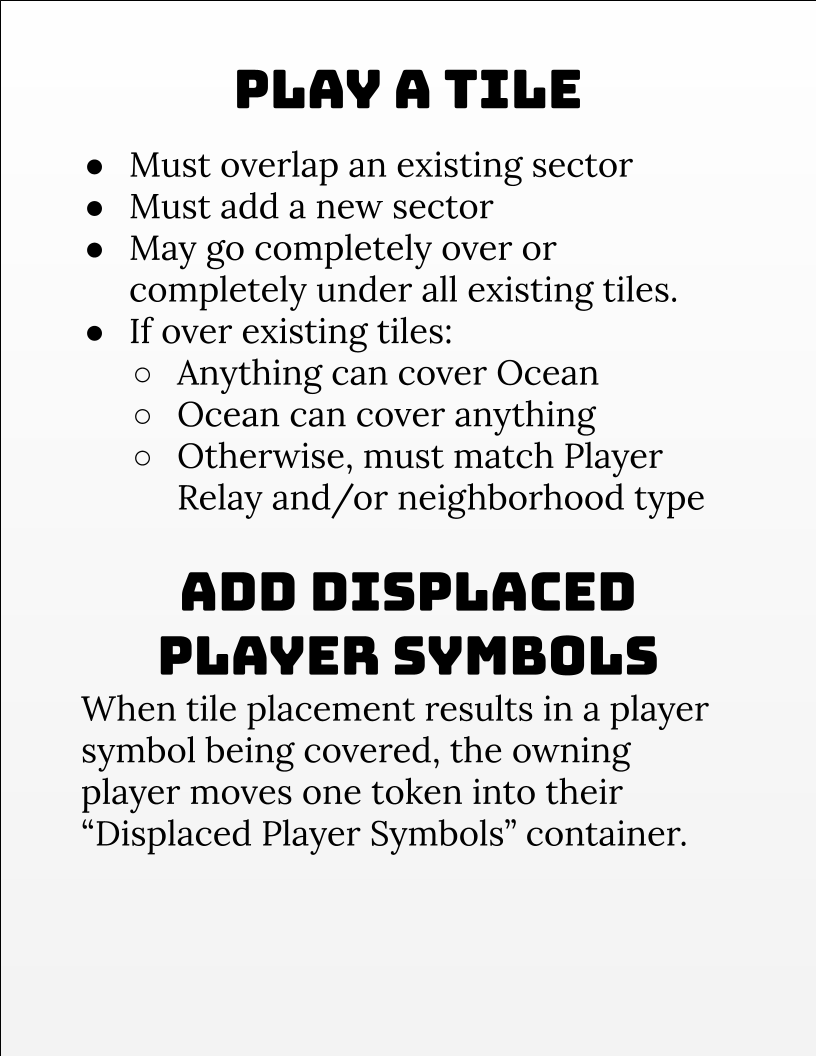 PLAY A TILE
● Must overlap an existing sector
● Must add a new sector
● May go completely over or
completely under all existing tiles.
● If over existing tiles:
○ Anything can cover Ocean
○ Ocean can cover anything
○ Otherwise, must match Player
Relay and/or neighborhood type
ADD DISPLACED
PLAYER SYMBOLS
When tile placement results in a player
symbol being covered, the owning
player moves one token into their
“Displaced Player Symbols” container.